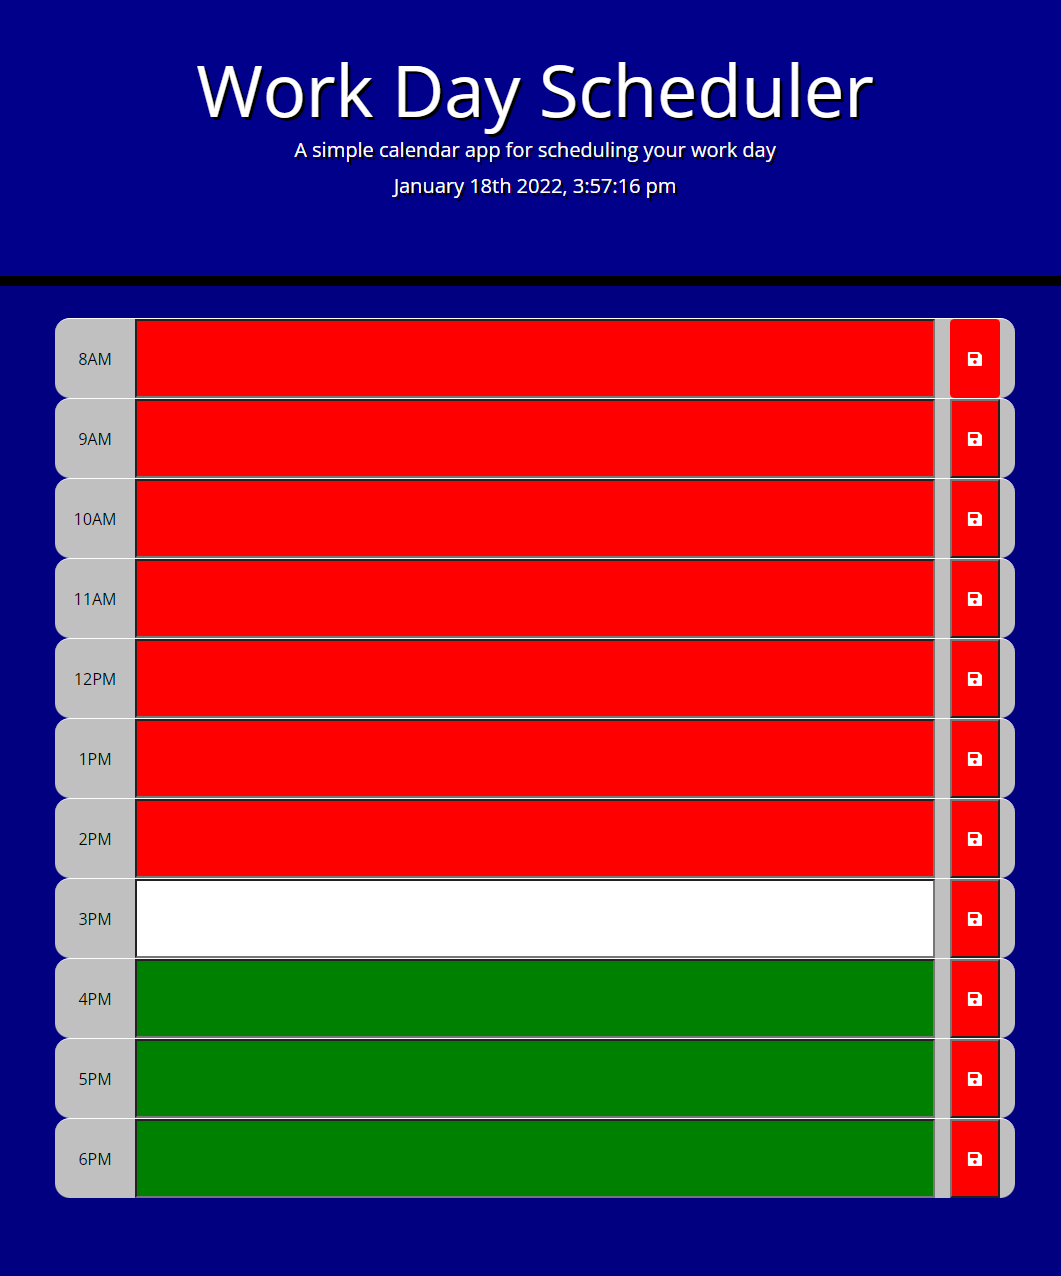 Work Day Scheduler
A simple calendar app for scheduling your work day
January 18th 2022, 3:57:16 pm
8AM
9AM
10AM
11AM
12PM
1PM
2PM
3PM
4PM
5PM
6PM